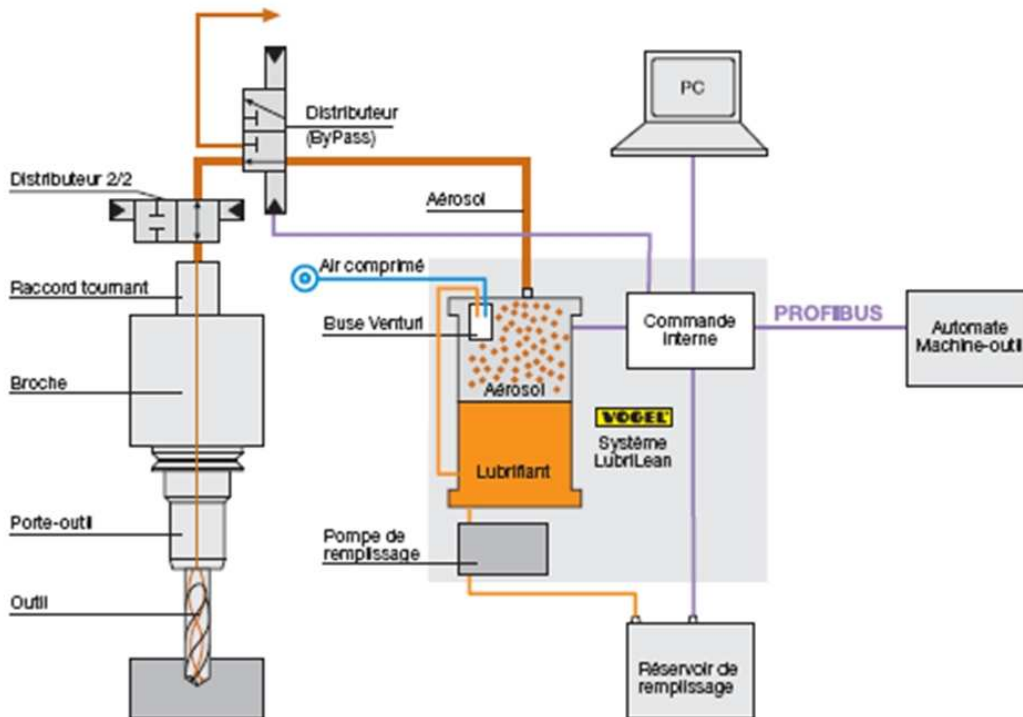 PC
Distributeur
(ByPass)
Distributeur 2/2
Aérosol
Air comprimé
Raccord tournant
Buse Venturi
Commande
Interne
PROFIBUS
Automate
Machine-outil
Broche
Aérosol
VOGEL
Système
LubriLean
Lubrifiant
Porte-outil
Pompe de
remplissage
Outil
Réservoir de
remplissage